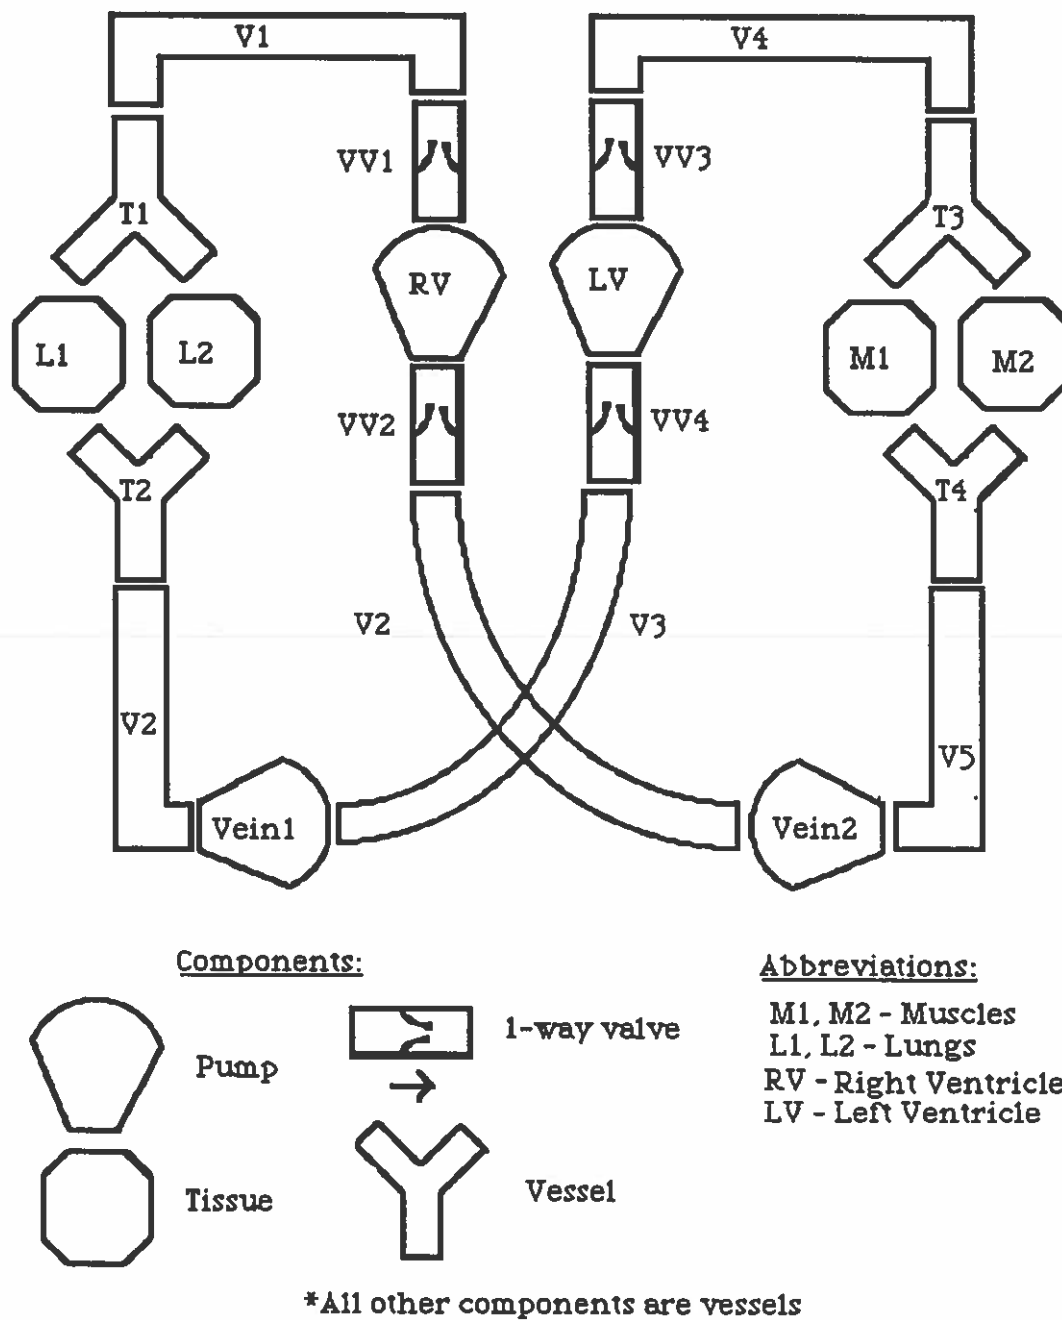 V1
V4
VV1
VV3
T1
T3
RV
LV
L1
L2
M1
M2
VV2
VV4
T2
T4
V2
V3
V2
V5
Vein1
Vein2
Components:
Pump
1-way valve
Tissue
Vessel
Abbreviations:
M1, M2 - Muscles
L1, L2 - Lungs
RV - Right Ventricle
LV - Left Ventricle
*All other components are vessels